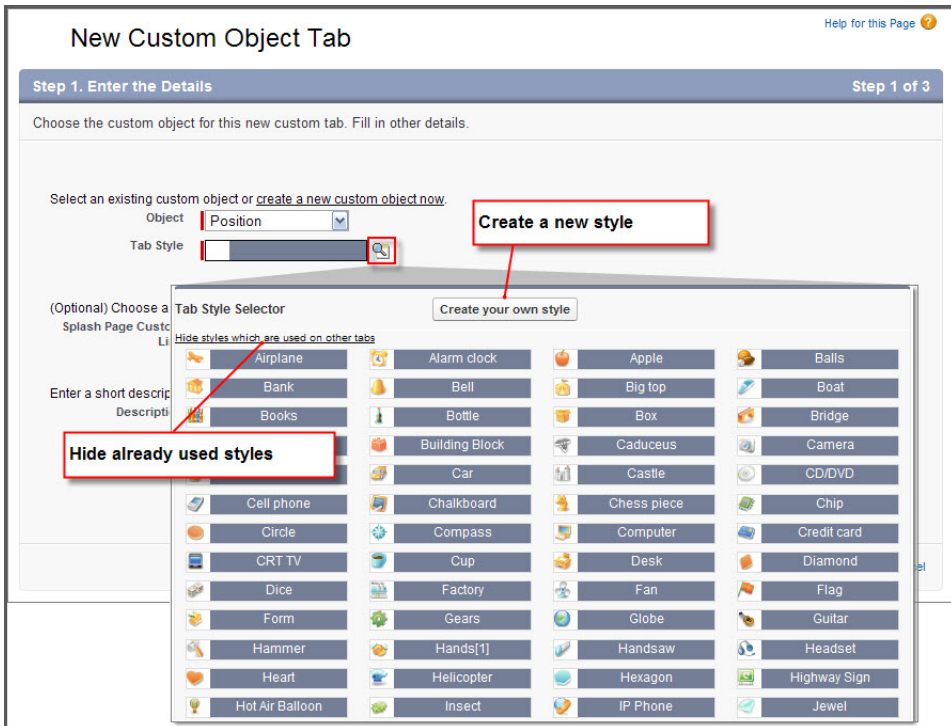 Help for this Page
New Custom Object Tab
Step 1. Enter the Details Step 1 of 3
Choose the custom object for this new custom tab. Fill in other details.
Select an existing custom object or create a new custom object now.
Object Position
Create a new style
Tab Style
(Optional) Choose a
Tab Style Selector Create your own style
Splash Page Custo
Li
Hide styles which are used on other tabs
Airplane Alarm clock Apple Balls
Bank Bell Big top Boat
Enter a short descrip
Descripti
Books Bottle Box Bridge
Hide already used styles
Building Block Caduceus Camera
Car Castle CD/DVD
Cell phone Chalkboard Chess piece Chip
Circle Compass Computer Credit card
CRT TV Cup Desk Diamond
el
Dice Factory Fan Flag
Form Gears Globe Guitar
Hammer Hands[1] Handsaw Headset
Heart Helicopter Hexagon Highway Sign
Hot Air Balloon Insect IP Phone Jewel